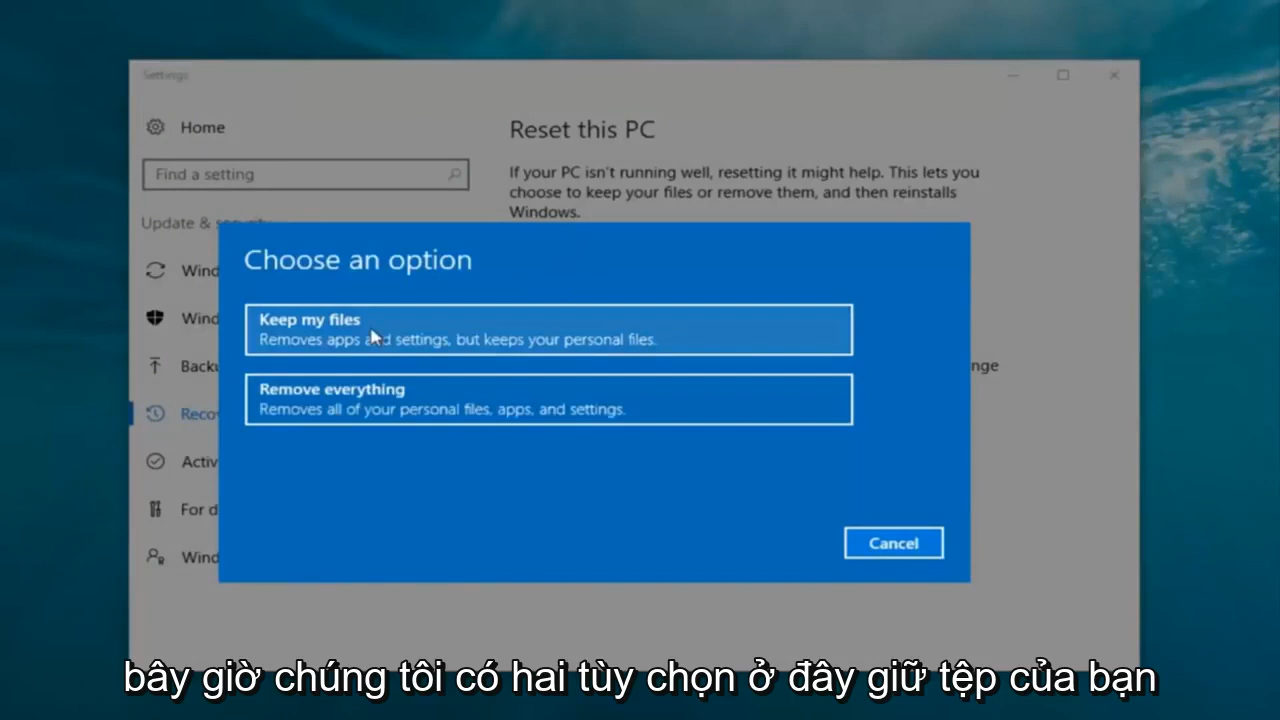 Settings
Home
Find a setting
Update & security
Wind
Wind
Backu
Recov
Activ
For d
Wind
Reset this PC
If your PC isn't running well, resetting it might help. This lets you
choose to keep your files or remove them, and then reinstalls
Windows.
nge
Choose an option
Keep my files
Removes apps and settings, but keeps your personal files.
Remove everything
Removes all of your personal files, apps, and settings.
Cancel
bây giờ chúng tôi có hai tùy chọn ở đây giữ tệp của bạn